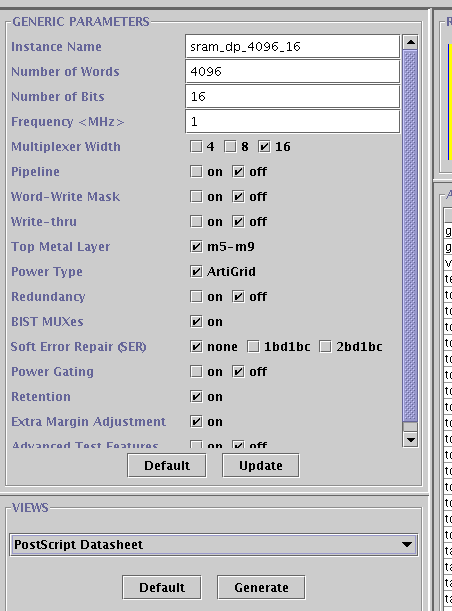 GENERIC PARAMETERS
Instance Name sram_dp_4096_16
Number of Words 4096
Number of Bits 16
Frequency <MHz> 1
Multiplexer Width 4 8 16
Pipeline on off
Word-Write Mask on off
Write-thru on off
Top Metal Layer m5-m9
Power Type ArtiGrid
Redundancy on off
BIST MUXes on
Soft Error Repair (SER) none 1bd1bc 2bd1bc
Power Gating on off
Retention on
Extra Margin Adjustment on
Advanced Test Features on off
Default Update
VIEWS
PostScript Datasheet
Default Generate